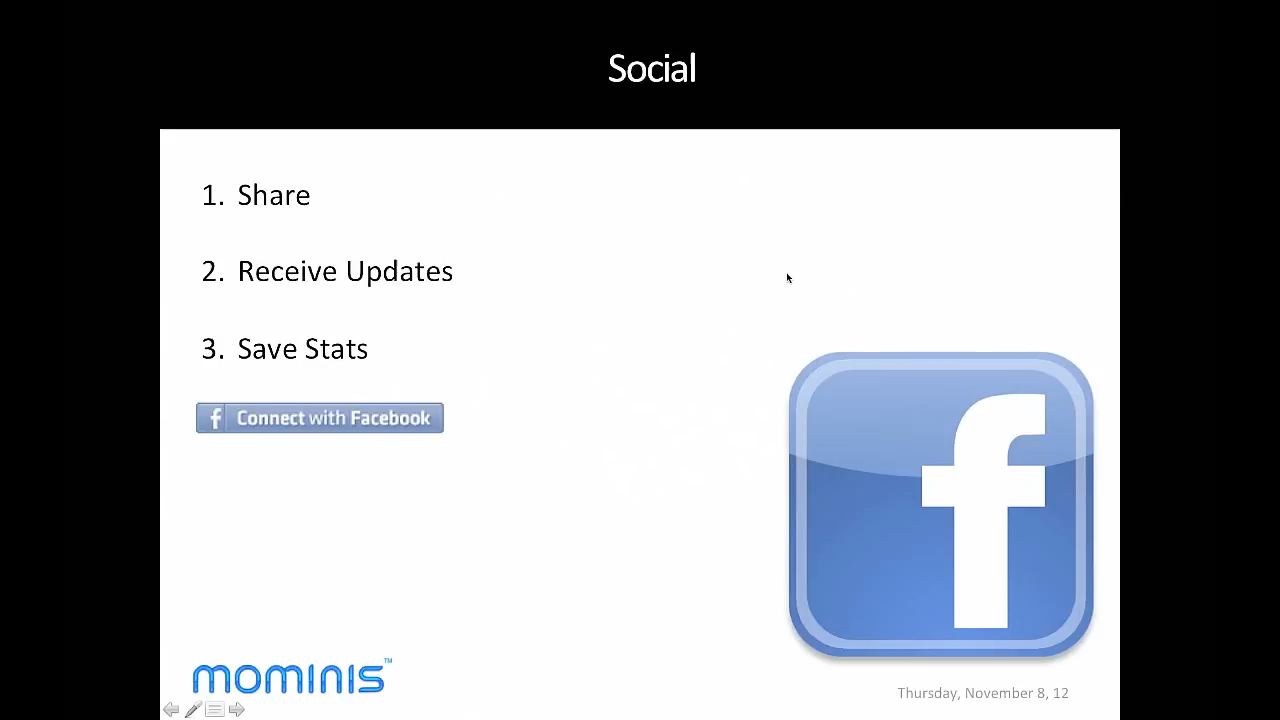 Social
1. Share
2. Receive Updates
3. Save Stats
f Connect with Facebook
f
mominis™
Thursday, November 8, 12